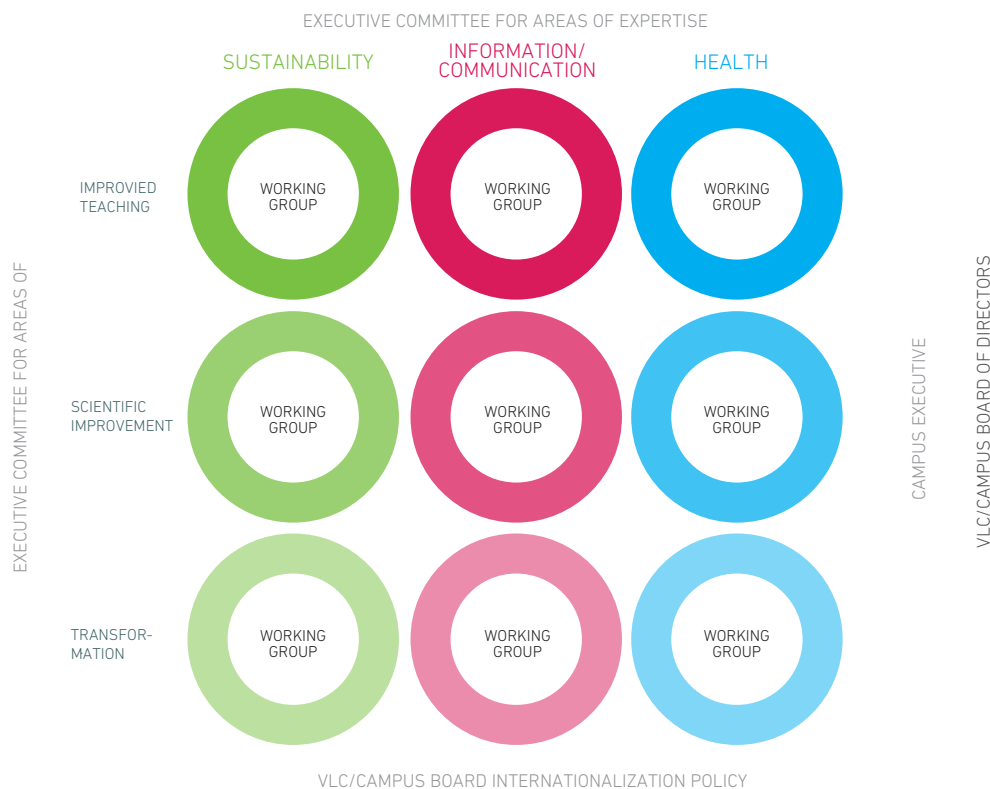 EXECUTIVE COMMITTEE FOR AREAS OF EXPERTISE
SUSTAINABILITY
INFORMATION/
COMMUNICATION
HEALTH
IMPROVIED
TEACHING
WORKING
GROUP
WORKING
GROUP
WORKING
GROUP
EXECUTIVE COMMITTEE FOR AREAS OF
SCIENTIFIC
IMPROVEMENT
WORKING
GROUP
WORKING
GROUP
WORKING
GROUP
CAMPUS EXECUTIVE
VLC/CAMPUS BOARD OF DIRECTORS
TRANSFOR-
MATION
WORKING
GROUP
WORKING
GROUP
WORKING
GROUP
VLC/CAMPUS BOARD INTERNATIONALIZATION POLICY